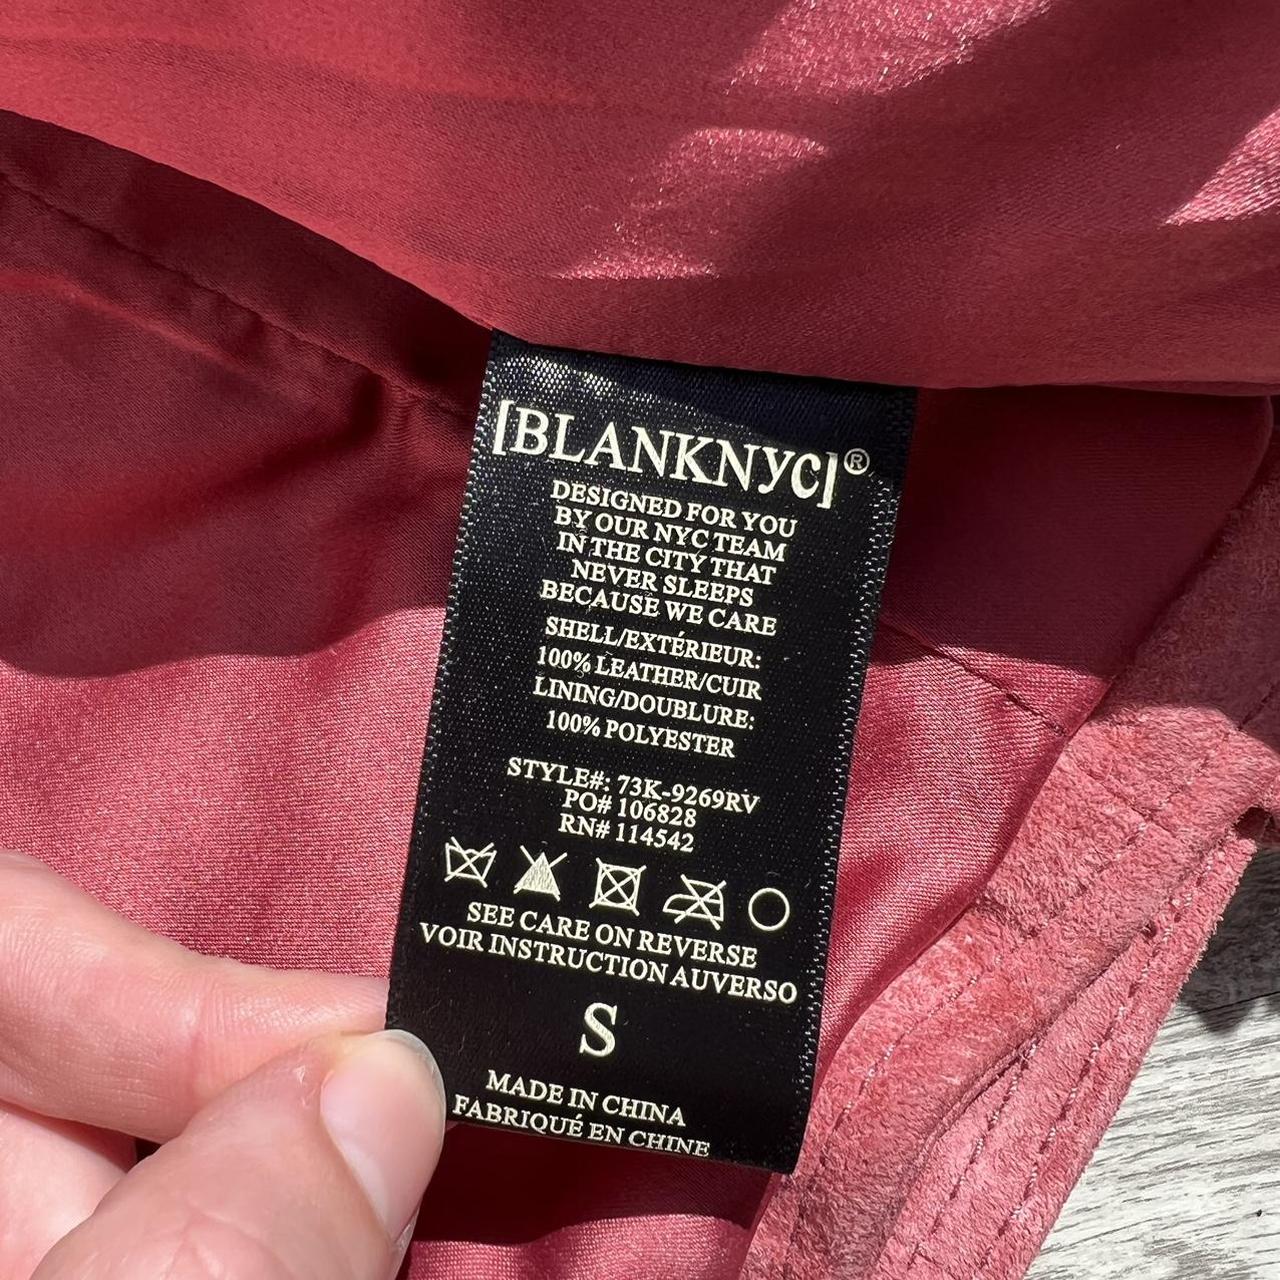 [BLANKNYC]®
DESIGNED FOR YOU
BY OUR NYC TEAM
IN THE CITY THAT
NEVER SLEEPS
BECAUSE WE CARE
SHELL/EXTÉRIEUR:
100% LEATHER/CUIR
LINING/DOUBLURE:
100% POLYESTER
STYLE#: 73K-9269RV
PO# 106828
RN# 114542
SEE CARE ON REVERSE
VOIR INSTRUCTION AUVERSO
S
MADE IN CHINA
FABRIQUÉ EN CHINE